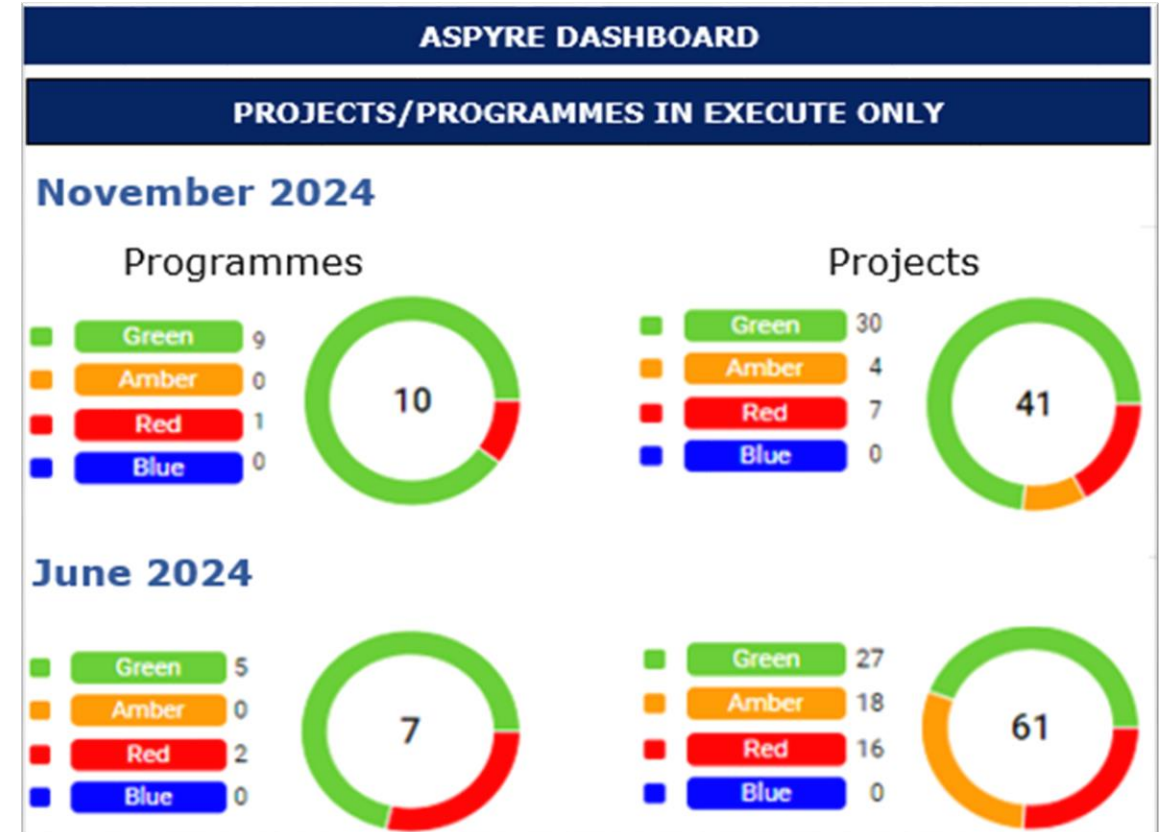 ASPYRE DASHBOARD
PROJECTS/PROGRAMMES IN EXECUTE ONLY
November 2024
Programmes
Green 9
Amber 0
Red 1
Blue 0
10
Projects
Green 30
Amber 4
Red 7
Blue 0
41
June 2024
Green 5
Amber 0
Red 2
Blue 0
7
Green 27
Amber 18
Red 16
Blue 0
61